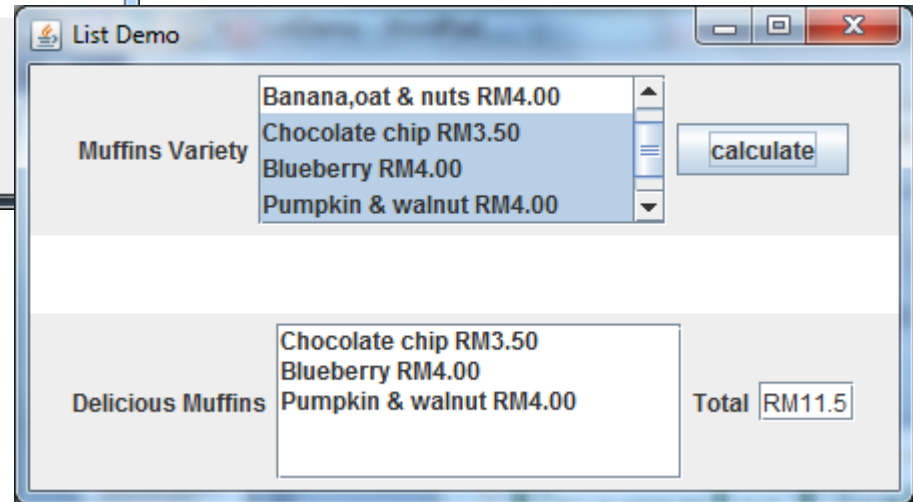 List Demo
Muffins Variety
Banana,oat & nuts RM4.00
Chocolate chip RM3.50
Blueberry RM4.00
Pumpkin & walnut RM4.00
calculate
Delicious Muffins
Chocolate chip RM3.50
Blueberry RM4.00
Pumpkin & walnut RM4.00
Total RM11.5